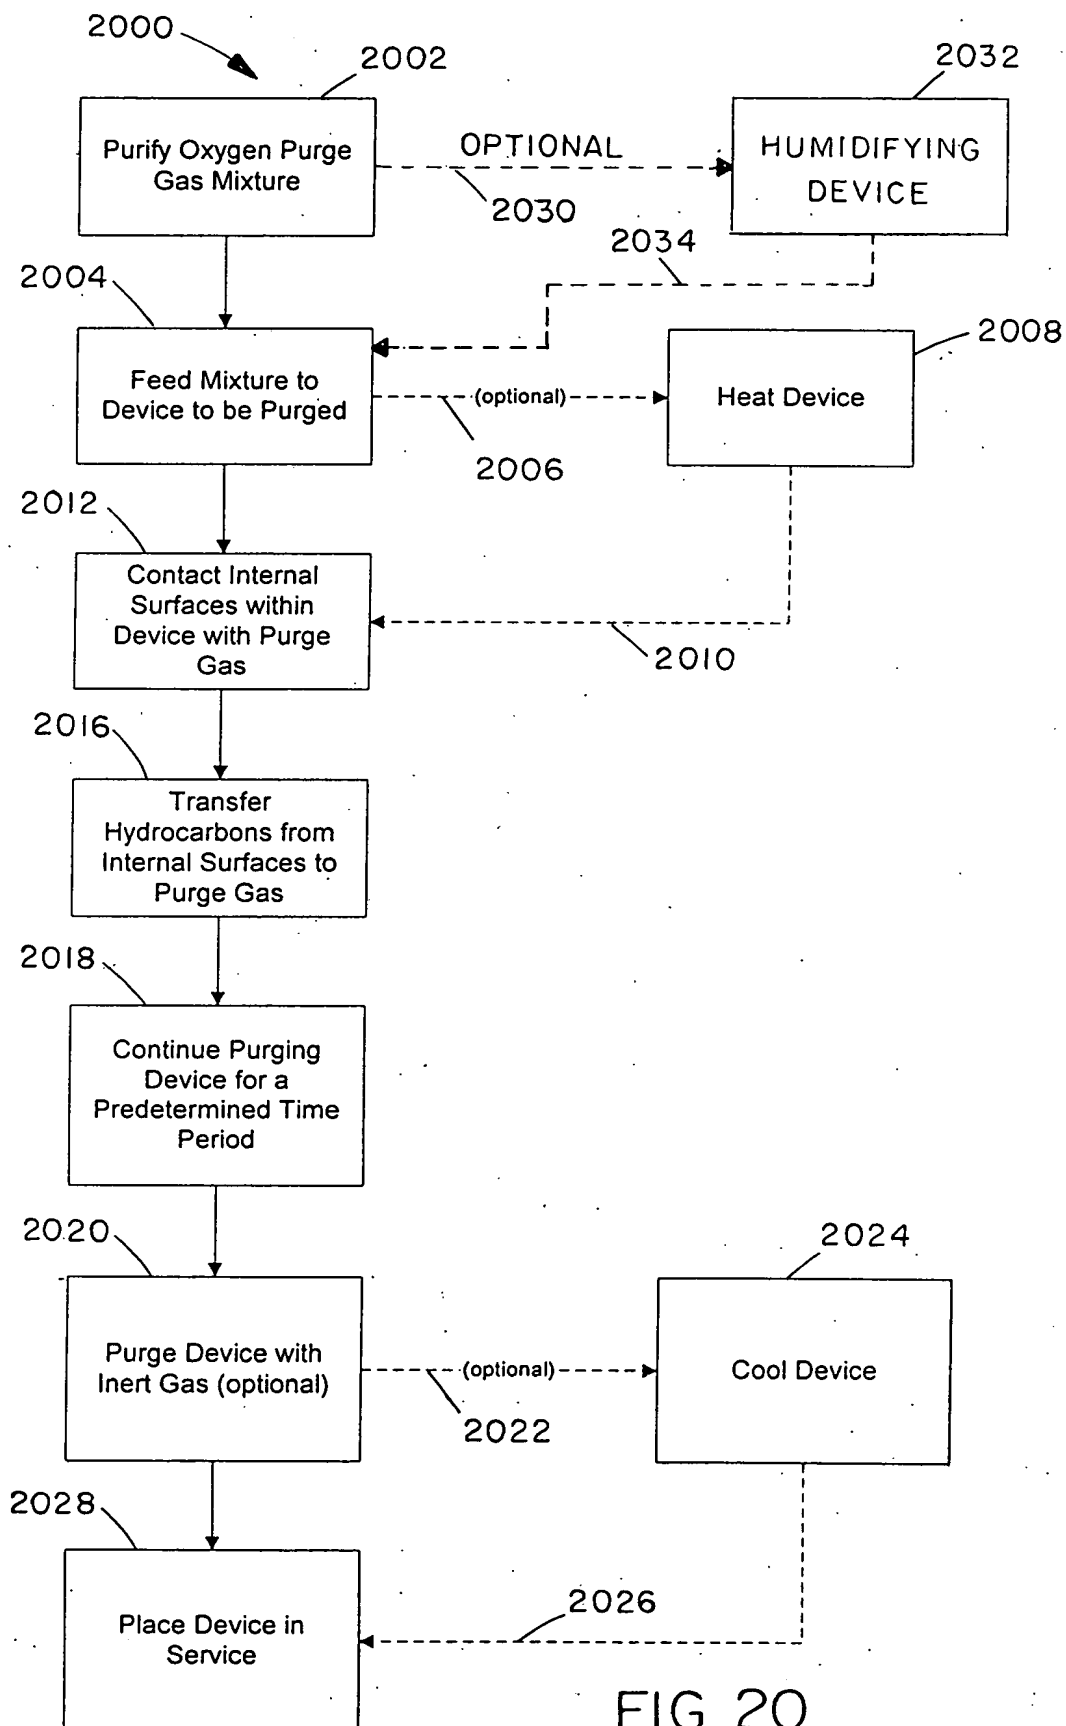 2000
2002
2032
Purify Oxygen Purge
Gas Mixture
OPTIONAL
2030
HUMIDIFYING
DEVICE
2034
2004
2008
Feed Mixture to
Device to be Purged
(optional)
2006
Heat Device
2012
Contact Internal
Surfaces within
Device with Purge
Gas
2010
2016
Transfer
Hydrocarbons from
Internal Surfaces to
Purge Gas
2018
Continue Purging
Device for a
Predetermined Time
Period
2020
2024
Purge Device with
Inert Gas (optional)
(optional)
2022
Cool Device
2028
Place Device in
Service
2026
FIG 20